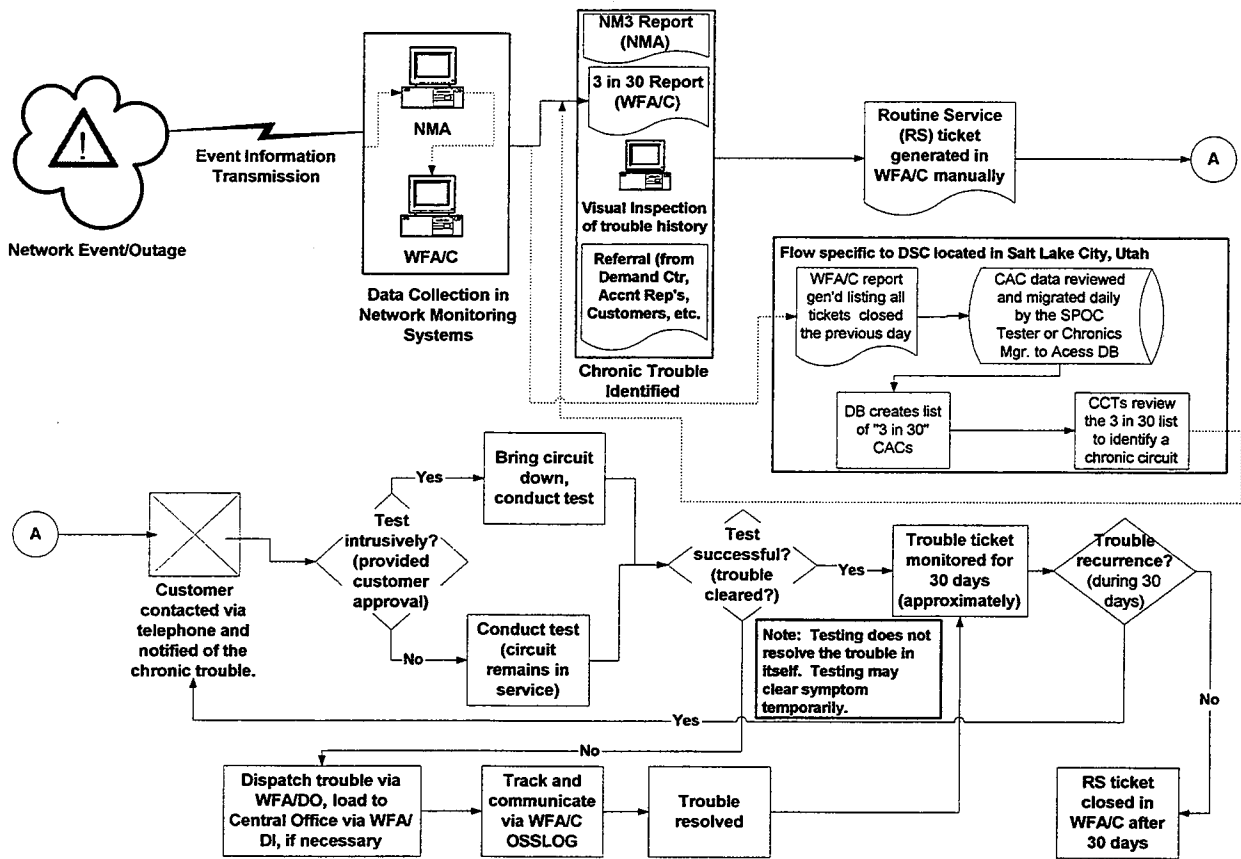 NM3 Report
(NMA)
3 in 30 Report
(WFA/C)
Visual Inspection
of trouble history
Referral (from
Demand Ctr,
Accnt Rep's,
Customers, etc.
Chronic Trouble
Identified
NMA
WFA/C
Data Collection in
Network Monitoring
Systems
Event Information
Transmission
!
Network Event/Outage
Routine Service
(RS) ticket
generated in
WFA/C manually
A
Flow specific to DSC located in Salt Lake City, Utah
WFA/C report
gen'd listing all
tickets closed
the previous day
CAC data reviewed
and migrated daily
by the SPOC
Tester or Chronics
Mgr. to Acess DB
DB creates list
of "3 in 30"
CACs
CCTs review
the 3 in 30 list
to identify a
chronic circuit
A
Customer
contacted via
telephone and
notified of the
chronic trouble.
Test
intrusively?
(provided
customer
approval)
Yes
Bring circuit
down,
conduct test
No
Conduct test
(circuit
remains in
service)
Test
successful?
(trouble
cleared?)
Yes
Trouble ticket
monitored for
30 days
(approximately)
Trouble
recurrence?
(during 30
days)
Note: Testing does not
resolve the trouble in
itself. Testing may
clear symptom
temporarily.
Yes
No
No
Dispatch trouble via
WFA/DO, load to
Central Office via WFA/
DI, if necessary
Track and
communicate
via WFA/C
OSSLOG
Trouble
resolved
RS ticket
closed in
WFA/C after
30 days